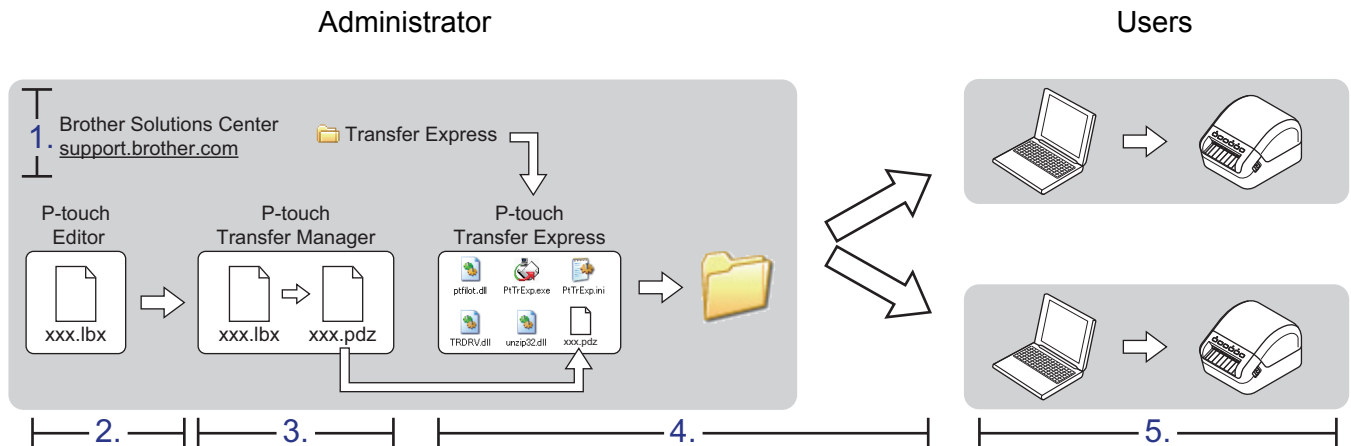 Administrator
Users
1.
Brother Solutions Center
support.brother.com
Transfer Express
P-touch
Editor
xxx.lbx
P-touch
Transfer Manager
xxx.lbx
xxx.pdz
P-touch
Transfer Express
ptfilot.dll
PtTrExp.exe
PtTrExp.ini
TRDRV.dll
unzip32.dll
xxx.pdz
2.
3.
4.
5.